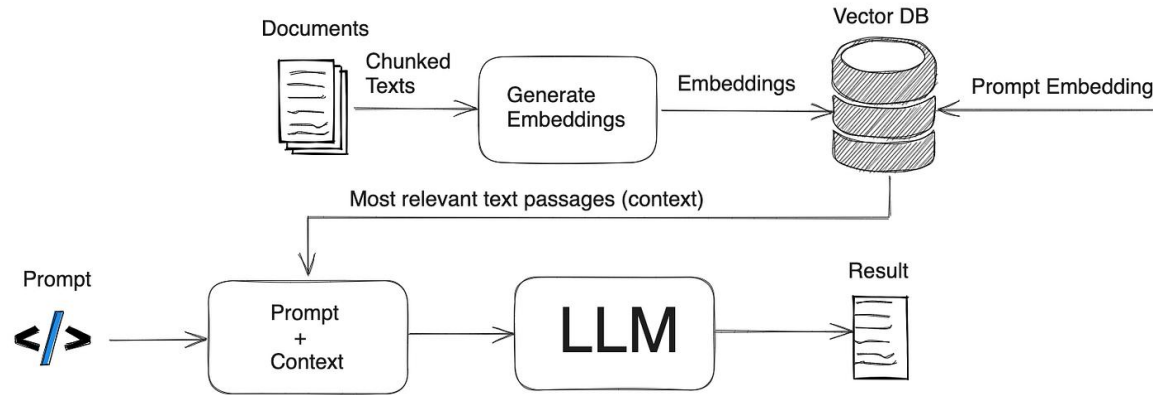 Documents
Vector DB
Chunked
Texts
Generate
Embeddings
Embeddings
Prompt Embedding
Most relevant text passages (context)
Prompt
</>
Prompt
+
Context
LLM
Result